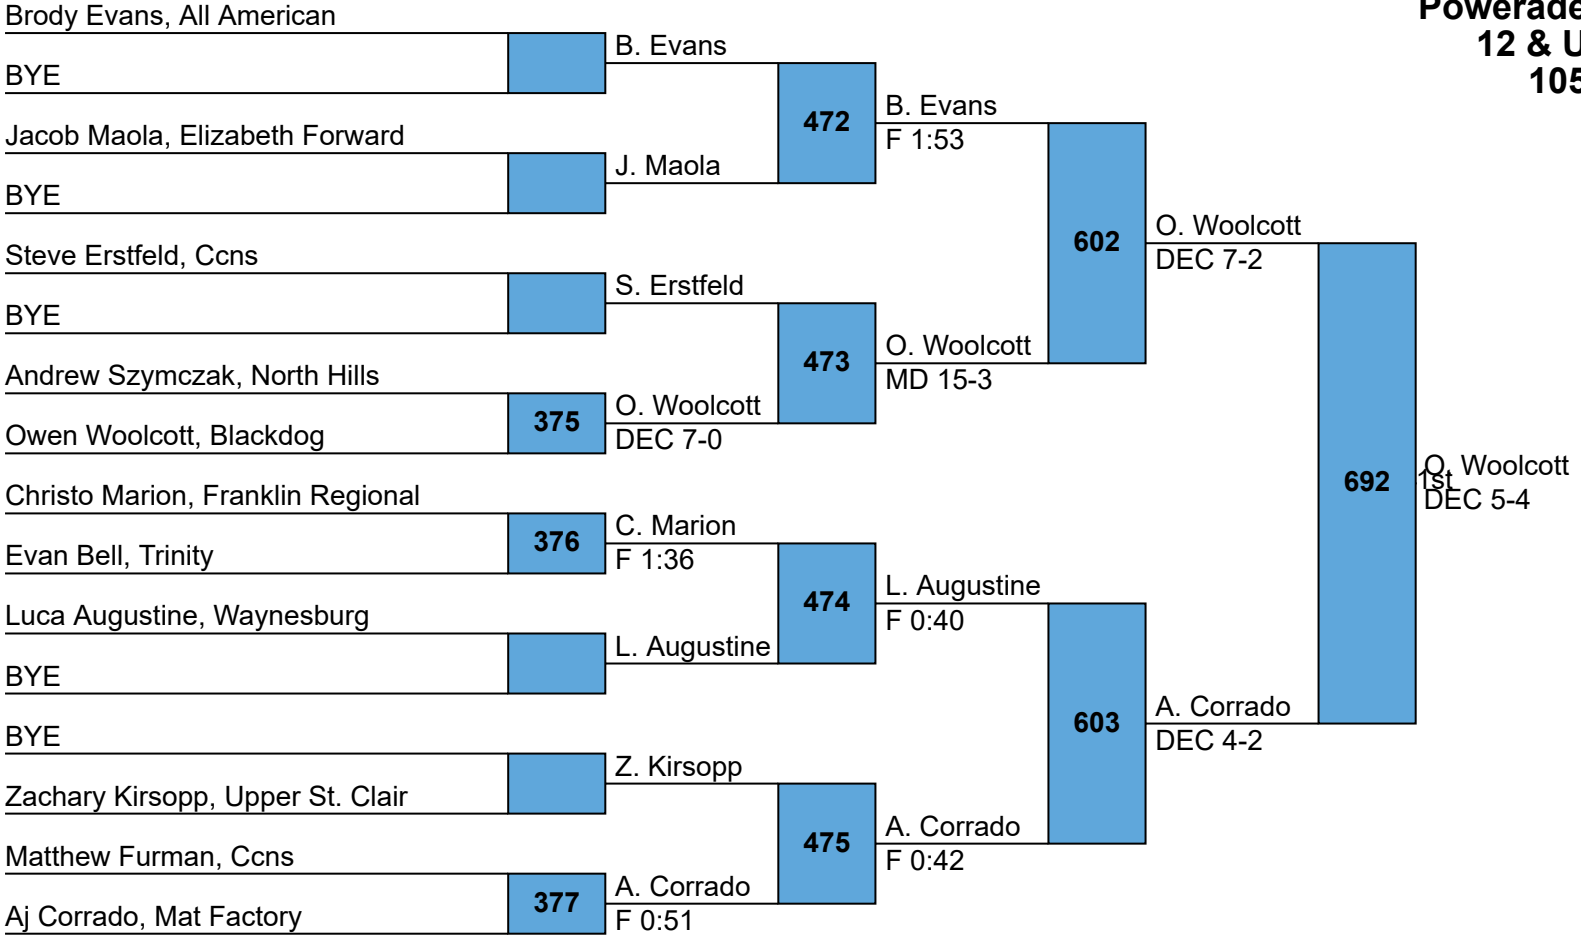 Brody Evans, All American
BYE
Jacob Maola, Elizabeth Forward
BYE
Steve Erstfeld, Ccns
BYE
Andrew Szymczak, North Hills
Owen Woolcott, Blackdog
Christo Marion, Franklin Regional
Evan Bell, Trinity
Luca Augustine, Waynesburg
BYE
BYE
Zachary Kirsopp, Upper St. Clair
Matthew Furman, Ccns
Aj Corrado, Mat Factory
375
376
377
B. Evans
J. Maola
S. Erstfeld
O. Woolcott
DEC 7-0
C. Marion
F 1:36
L. Augustine
Z. Kirsopp
A. Corrado
F 0:51
472
473
474
475
B. Evans
F 1:53
O. Woolcott
MD 15-3
L. Augustine
F 0:40
A. Corrado
F 0:42
602
603
O. Woolcott
DEC 7-2
A. Corrado
DEC 4-2
692
O. Woolcott
1st
DEC 5-4
Powerade
12 & U
105